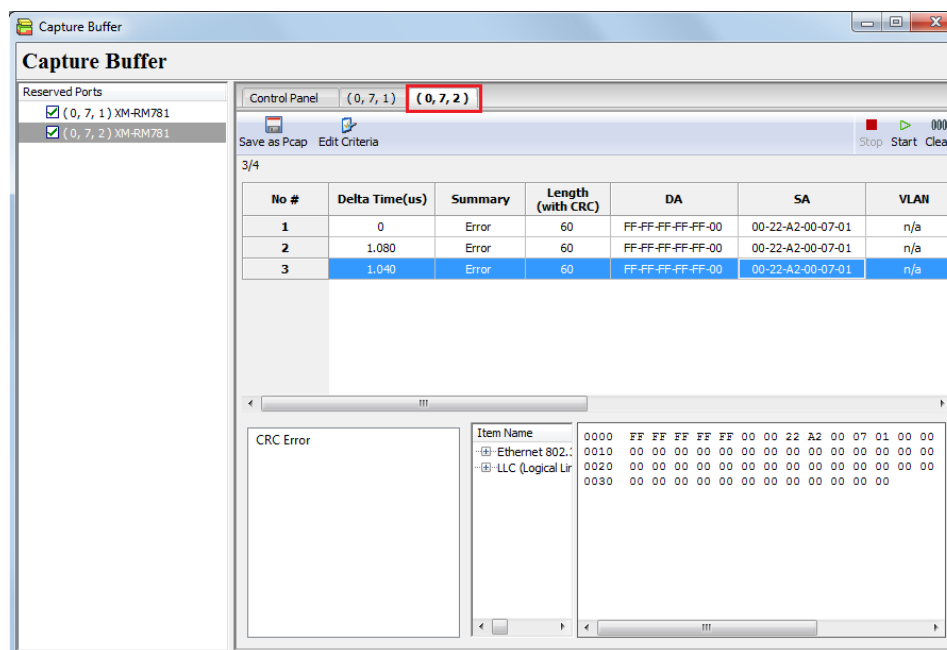 Capture Buffer
Capture Buffer
Reserved Ports
( 0, 7, 1) XM-RM781
( 0, 7, 2) XM-RM781
Control Panel ( 0, 7, 1) ( 0, 7, 2 )
Save as Pcap Edit Criteria Stop Start Clea
3/4
No # Delta Time(us) Summary Length (with CRC) DA SA VLAN
1 0 Error 60 FF-FF-FF-FF-FF-00 00-22-A2-00-07-01 n/a
2 1.080 Error 60 FF-FF-FF-FF-FF-00 00-22-A2-00-07-01 n/a
3 1.040 Error 60 FF-FF-FF-FF-FF-00 00-22-A2-00-07-01 n/a
CRC Error
Item Name
Ethernet 802.
LLC (Logical Lir
0000 FF FF FF FF FF 00 00 22 A2 00 07 01 00 00
0010 00 00 00 00 00 00 00 00 00 00 00 00 00 00
0020 00 00 00 00 00 00 00 00 00 00 00 00 00 00
0030 00 00 00 00 00 00 00 00 00 00 00 00